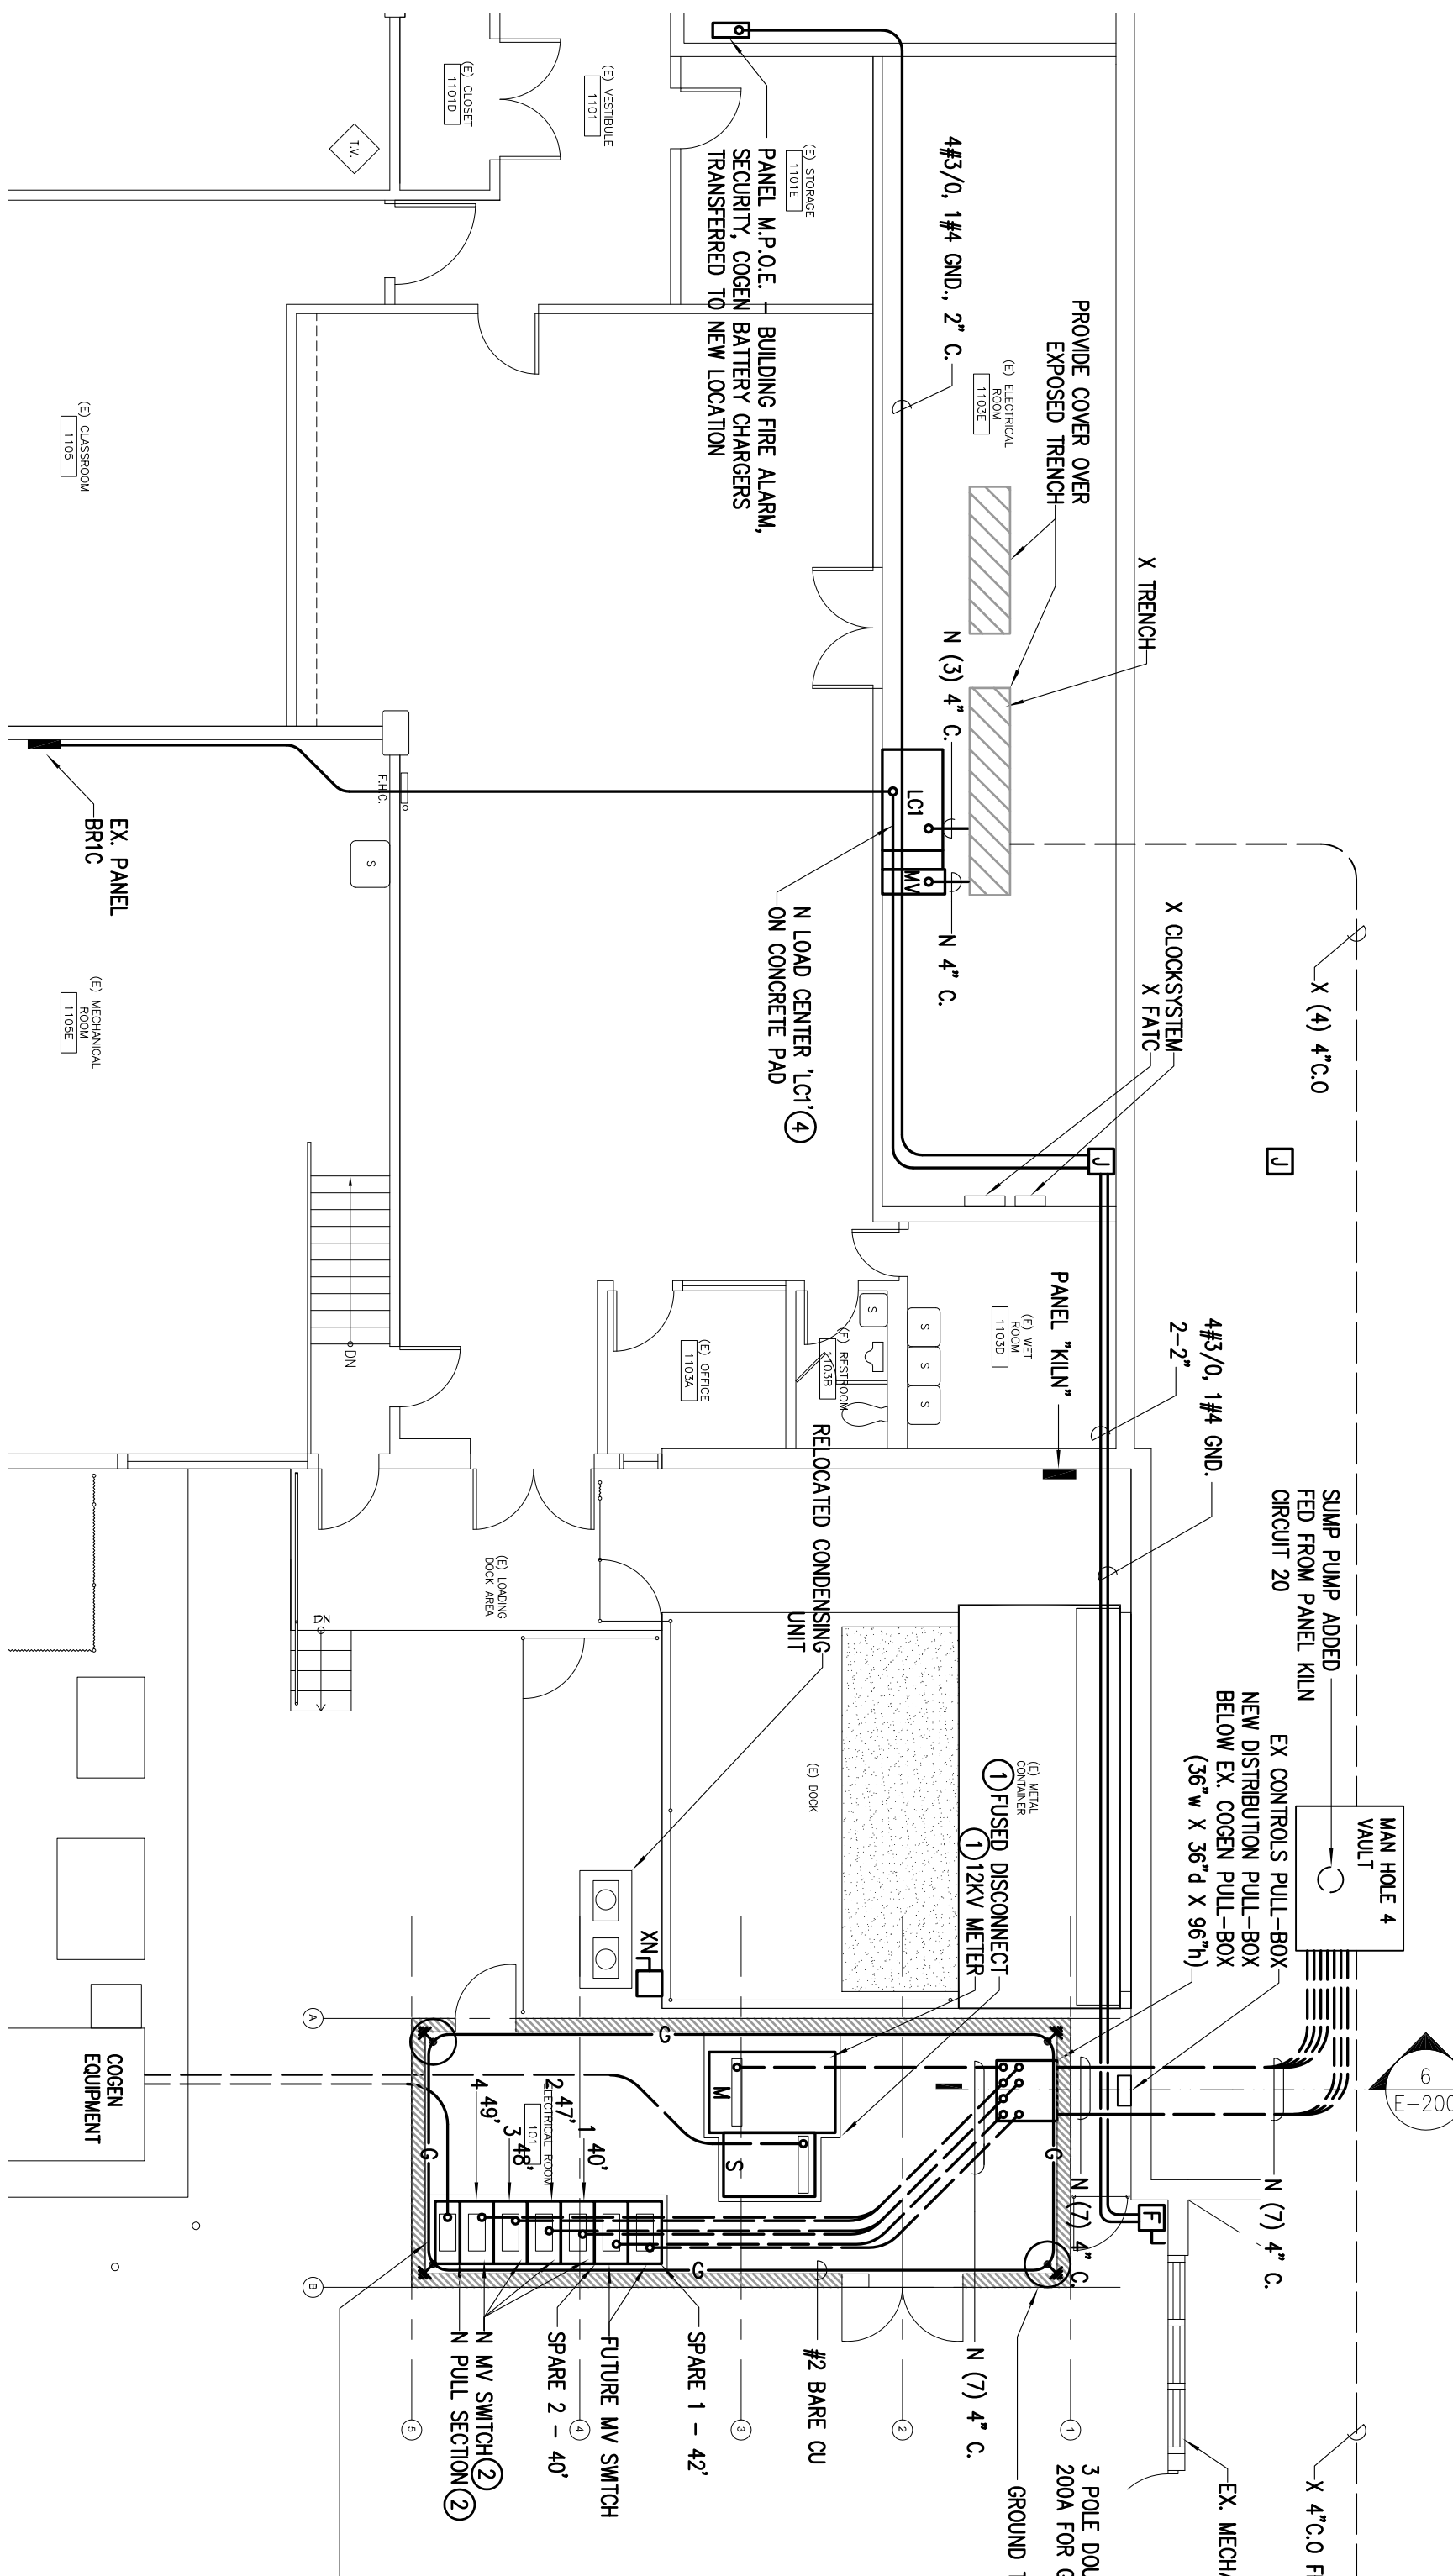 (E) CLOSET
1101D
(E) VESTIBULE
1101
T.V.
(E) STORAGE
1101E
PANEL M.P.O.E. - BUILDING FIRE ALARM,
SECURITY, COGEN BATTERY CHARGERS
TRANSFERRED TO NEW LOCATION
4#3/0, 1#4 GND., 2" C.
(E) ELECTRICAL
ROOM
1103E
PROVIDE COVER OVER
EXPOSED TRENCH
X TRENCH
(E) CLASSROOM
1105
N (3) 4" C.
LC1
MV
N 4" C.
N LOAD CENTER 'LC1' 4
ON CONCRETE PAD
F.H.C.
S
EX. PANEL
BR1C
(E) MECHANICAL
ROOM
1105E
X (4) 4"C.O
X CLOCKSYSTEM
X FATC
J
J
DN
(E) OFFICE
1103A
(E) RESTROOM
1103B
S
S
S
S
(E) WET
ROOM
1103D
PANEL "KILN"
4#3/0, 1#4 GND.
2-2"
SUMP PUMP ADDED
FED FROM PANEL KILN
CIRCUIT 20
MAN HOLE 4
VAULT
EX CONTROLS PULL-BOX
NEW DISTRIBUTION PULL-BOX
BELOW EX. COGEN PULL-BOX
(36"w X 36"d X 96"h)
RELOCATED CONDENSING
UNIT
(E) LOADING
DOCK AREA
DN
(E) DOCK
(E) METAL
CONTAINER
1 FUSED DISCONNECT
1 12KV METER
XN
6
E-200
A
B
G
G
G
G
M
S
COGEN
EQUIPMENT
1 40'
2 47'
3 48'
4 49'
ELECTRICAL ROOM
101
F
N (7) 4" C.
N (7) 4" C.
N (7) 4" C.
#2 BARE CU
SPARE 1 - 42'
FUTURE MV SWITCH
SPARE 2 - 40'
N MV SWITCH 2
N PULL SECTION 2
1
2
3
4
5
3 POLE DOU
200A FOR G
GROUND T
EX. MECHA
X 4"C.O F